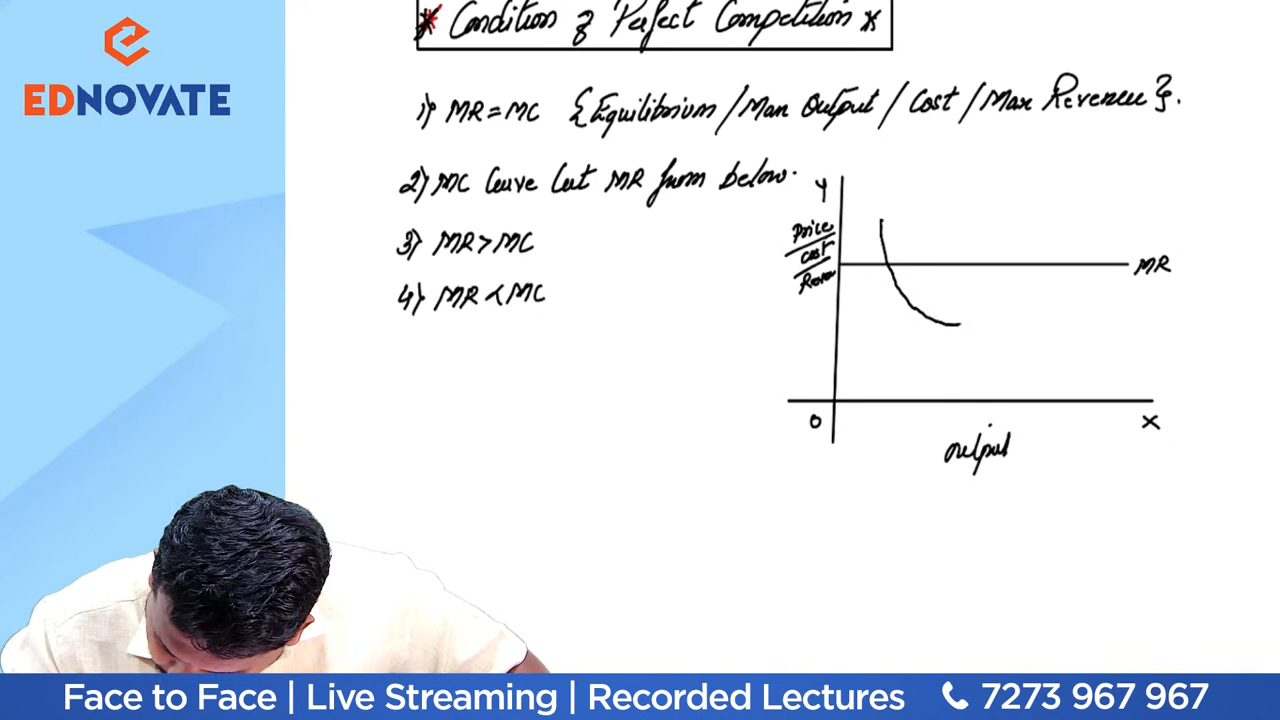 * Condition of Perfect Competition *
EDNOVATE
1) MR = MC {Equilibrium / Max Output / Cost / Max Revenue}.
2) MC Curve Cut MR from below.
3) MR > MC
4) MR < MC
Y
Price
Cost
Reven
MR
O
X
output
Face to Face | Live Streaming | Recorded Lectures 7273 967 967